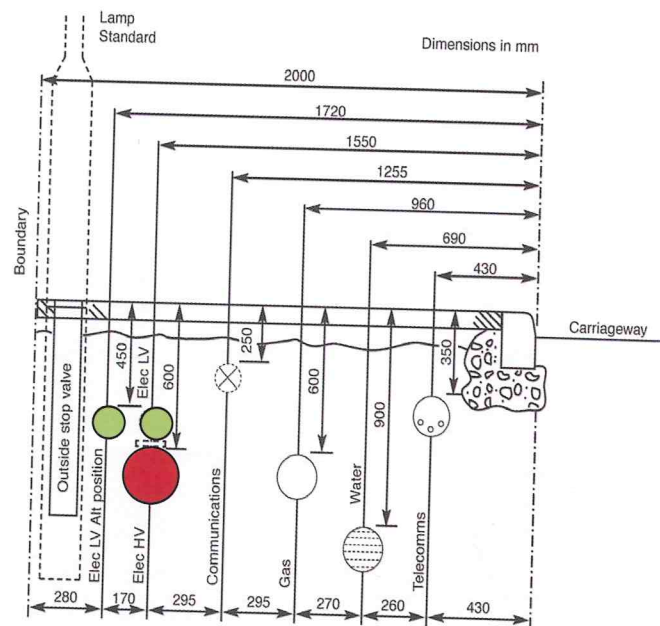 Lamp
Standard
Dimensions in mm
2000
1720
1550
1255
960
690
430
Boundary
Carriageway
450
Elec LV
600
250
600
900
350
Outside stop valve
Elec LV Alt position
Elec HV
Communications
Gas
Water
Telecomms
280
170
295
295
270
260
430